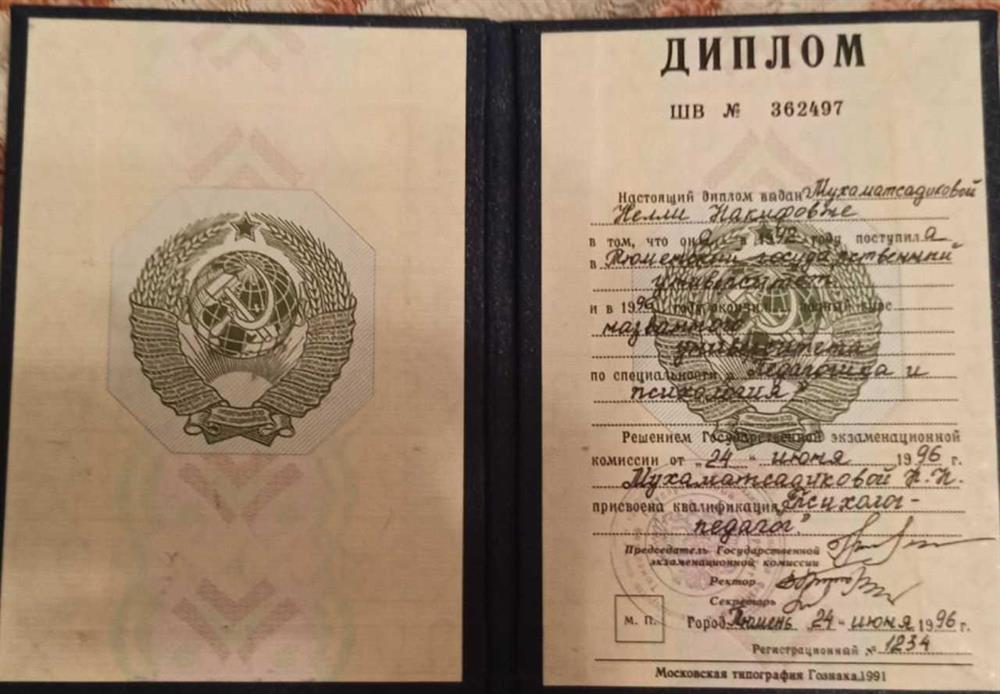 ДИПЛОМ
ШВ № 362497
Настоящий диплом выдан Мухаматсадиковой
Нелли Накифовне
в том, что она в 1992 году поступила
в Тюменский государственный
университет
и в 1996 году окончила полный курс
названного
университета
по специальности „Педагогика и
психология"
Решением Государственной экзаменационной
комиссии от „24" июня 1996 г.
Мухаматсадиковой Н.Н.
присвоена квалификация „Психолог-
педагог".
Председатель Государственной
экзаменационной комиссии
Ректор
Секретарь
М. П. Город Тюмень 24 июня 1996 г.
Регистрационный № 1234
Московская типография Гознака.1991